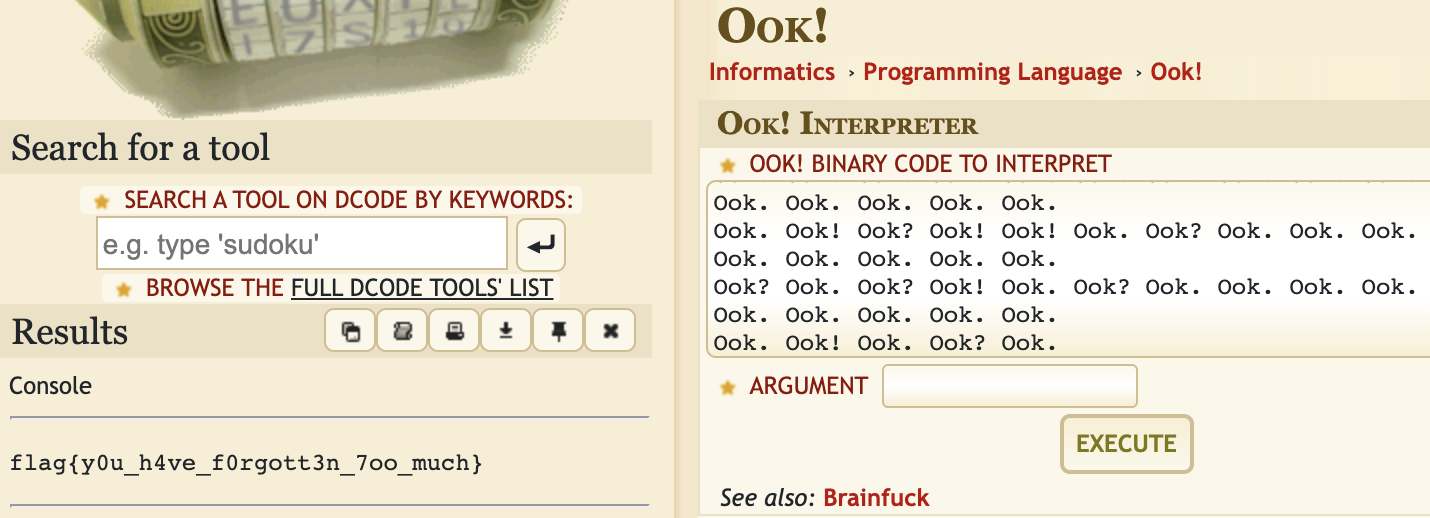 Search for a tool
SEARCH A TOOL ON DCODE BY KEYWORDS:
e.g. type 'sudoku'
BROWSE THE FULL DCODE TOOLS' LIST
Results
Console
flag{y0u_h4ve_f0rgott3n_7oo_much}
Ook!
Informatics › Programming Language › Ook!
Ook! Interpreter
OOK! BINARY CODE TO INTERPRET
Ook. Ook. Ook. Ook. Ook.
Ook. Ook! Ook? Ook! Ook! Ook. Ook? Ook. Ook. Ook.
Ook. Ook. Ook. Ook. Ook.
Ook? Ook. Ook? Ook! Ook. Ook? Ook. Ook. Ook. Ook.
Ook. Ook. Ook. Ook. Ook.
Ook. Ook! Ook. Ook? Ook.
ARGUMENT
EXECUTE
See also: Brainfuck